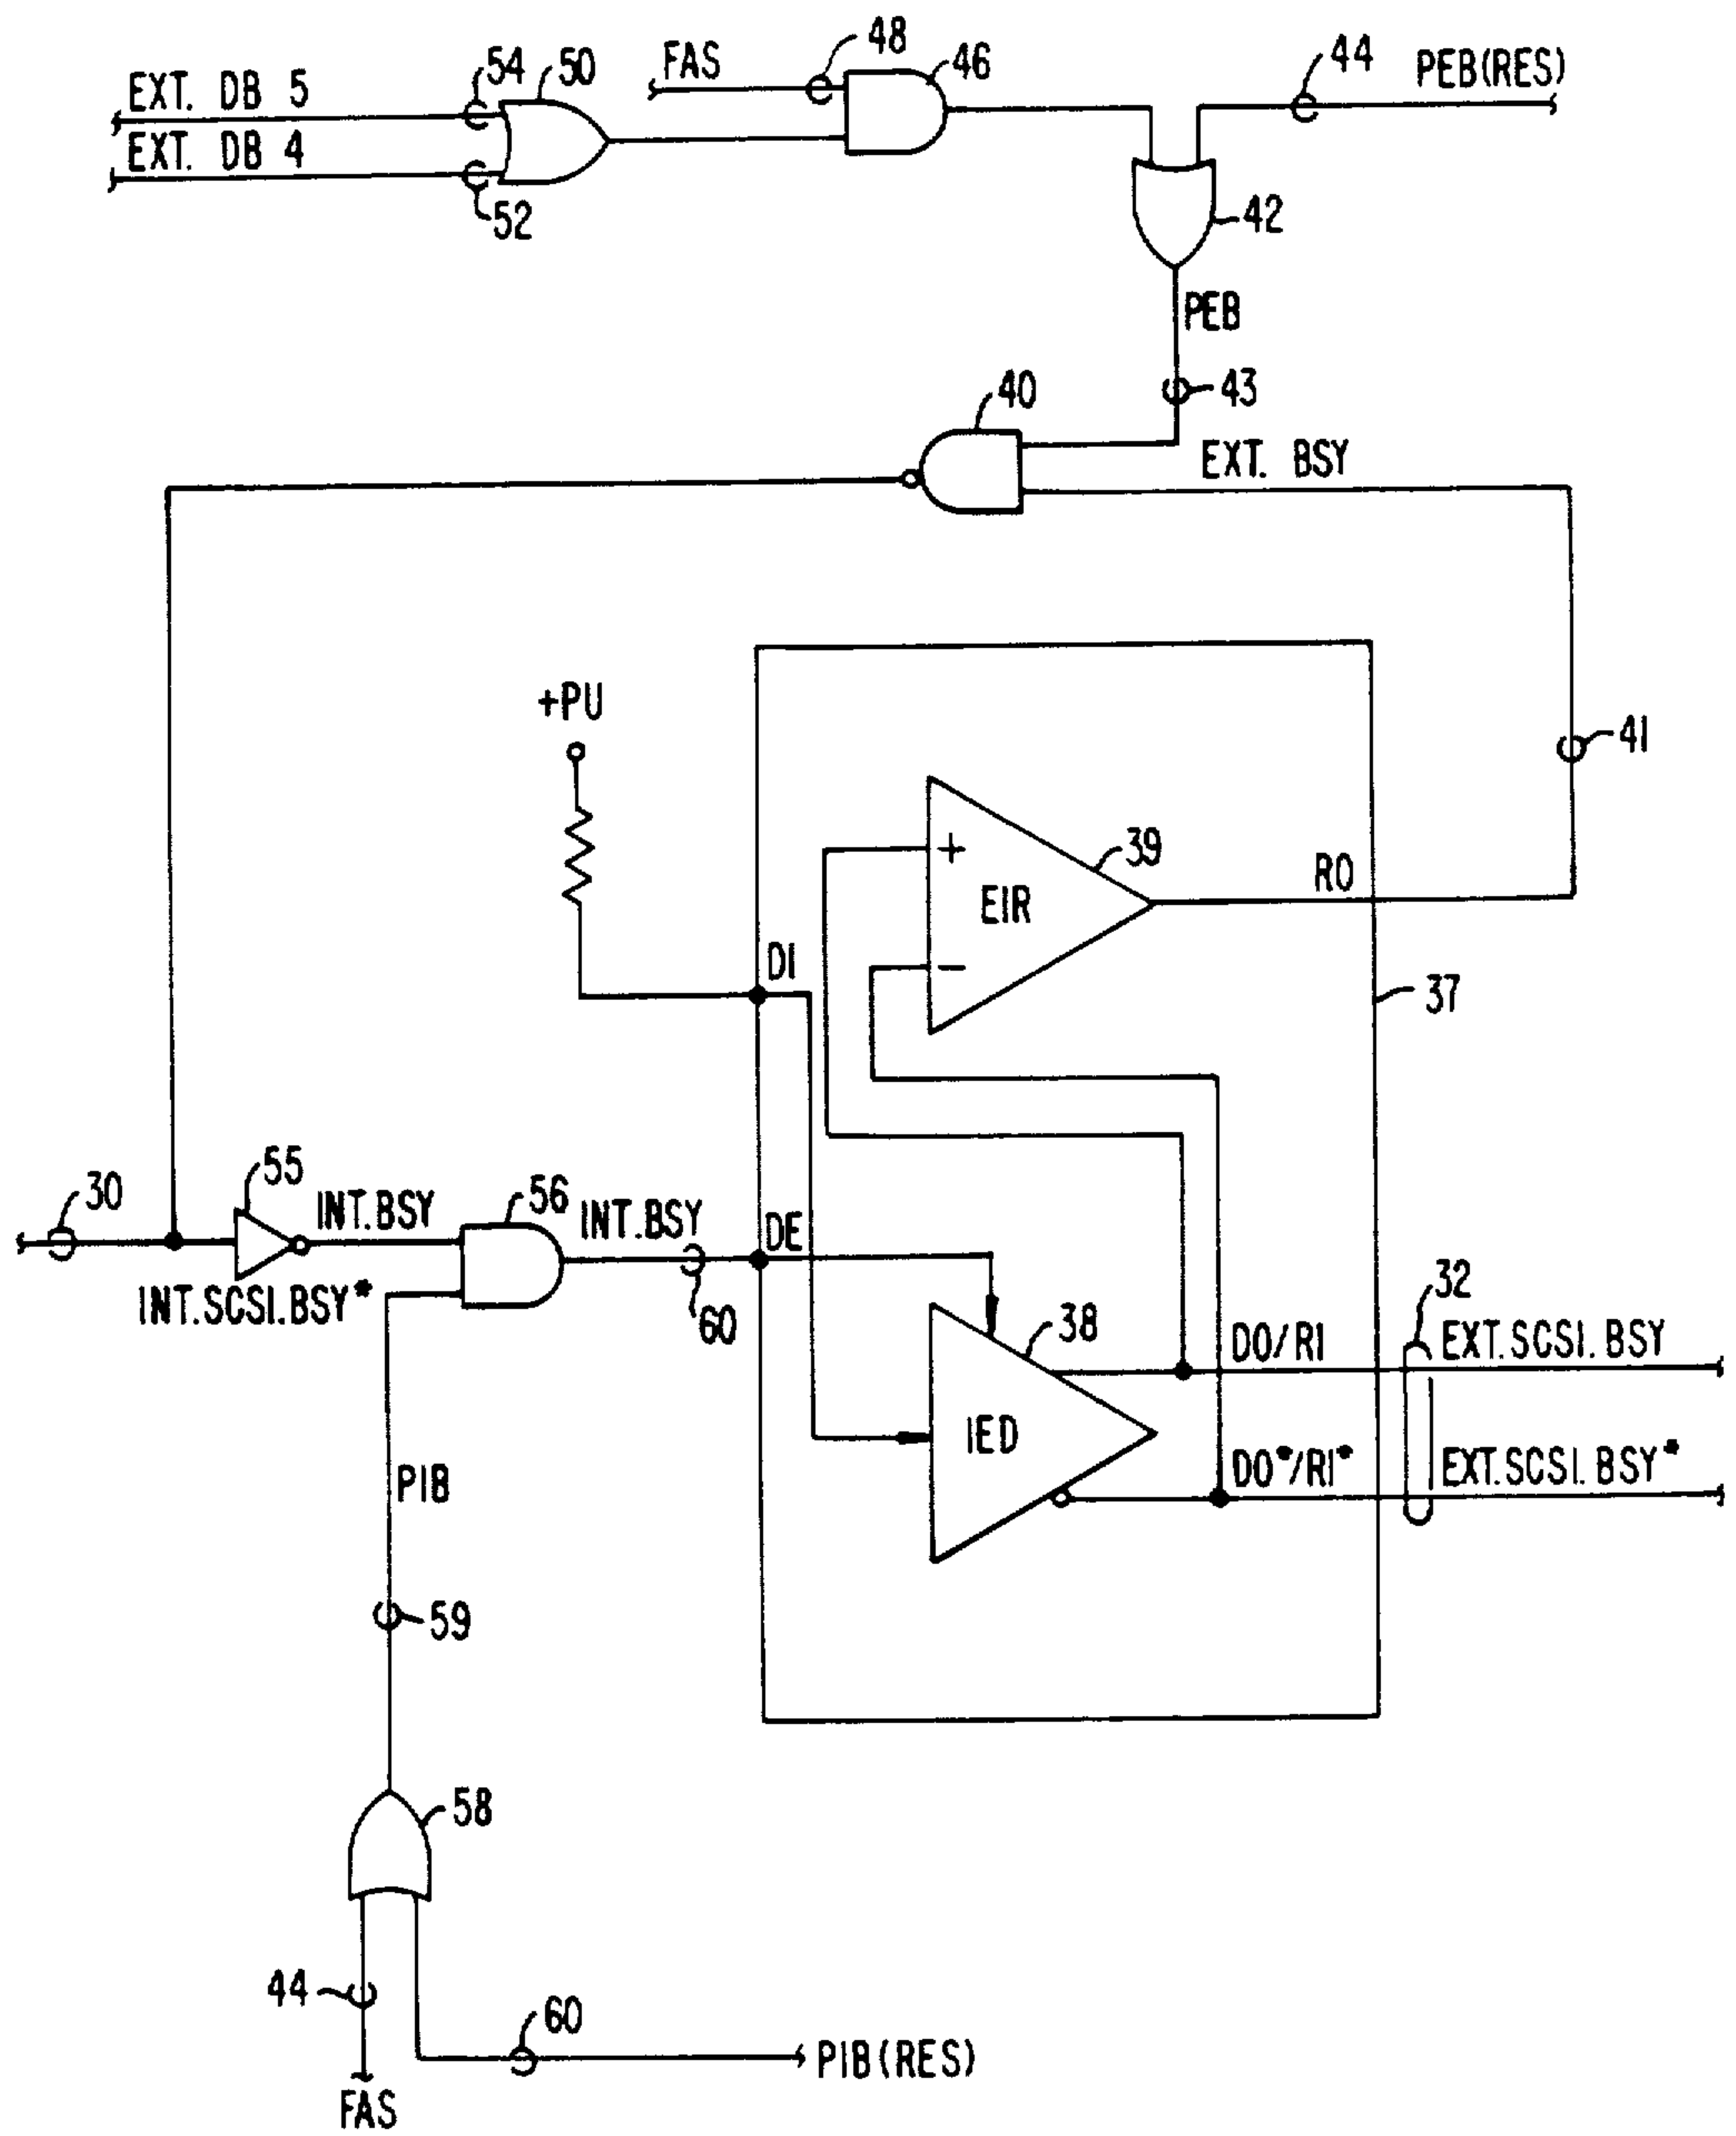 48
44
54
50
FAS
46
PEB(RES)
EXT. DB 5
EXT. DB 4
52
42
PEB
40
43
EXT. BSY
+PU
41
+
39
EIR
RO
DI
−
37
30
55
INT.BSY
56
INT.BSY
DE
INT.SCSI.BSY*
60
38
32
DO/RI
EXT.SCSI.BSY
IED
DO*/RI*
EXT.SCSI.BSY*
PIB
59
58
44
60
PIB(RES)
FAS